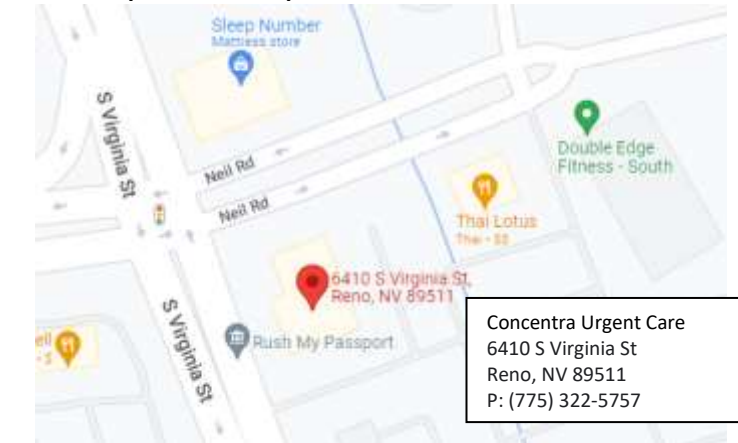 Sleep Number
Mattress store
S Virginia St
Neil Rd
Neil Rd
Double Edge
Fitness - South
Thai Lotus
Thai - $$
6410 S Virginia St,
Reno, NV 89511
Rush My Passport
S Virginia St
Concentra Urgent Care
6410 S Virginia St
Reno, NV 89511
P: (775) 322-5757